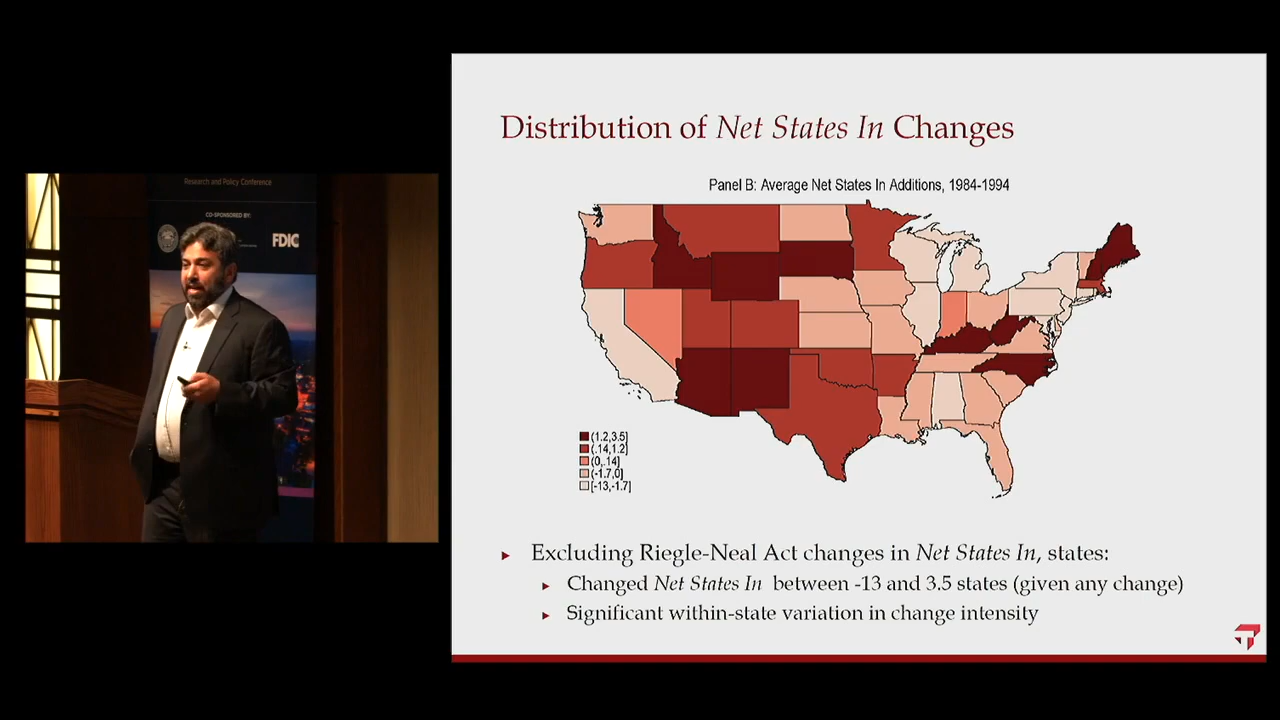 Research and Policy Conference
CO-SPONSORED BY:
FDIC
Distribution of Net States In Changes
Panel B: Average Net States In Additions, 1984-1994
(1.2,3.5]
(.14,1.2]
(0,.14]
(-1.7,0]
[-13,-1.7]
Excluding Riegle-Neal Act changes in Net States In, states:
Changed Net States In between -13 and 3.5 states (given any change)
Significant within-state variation in change intensity
T